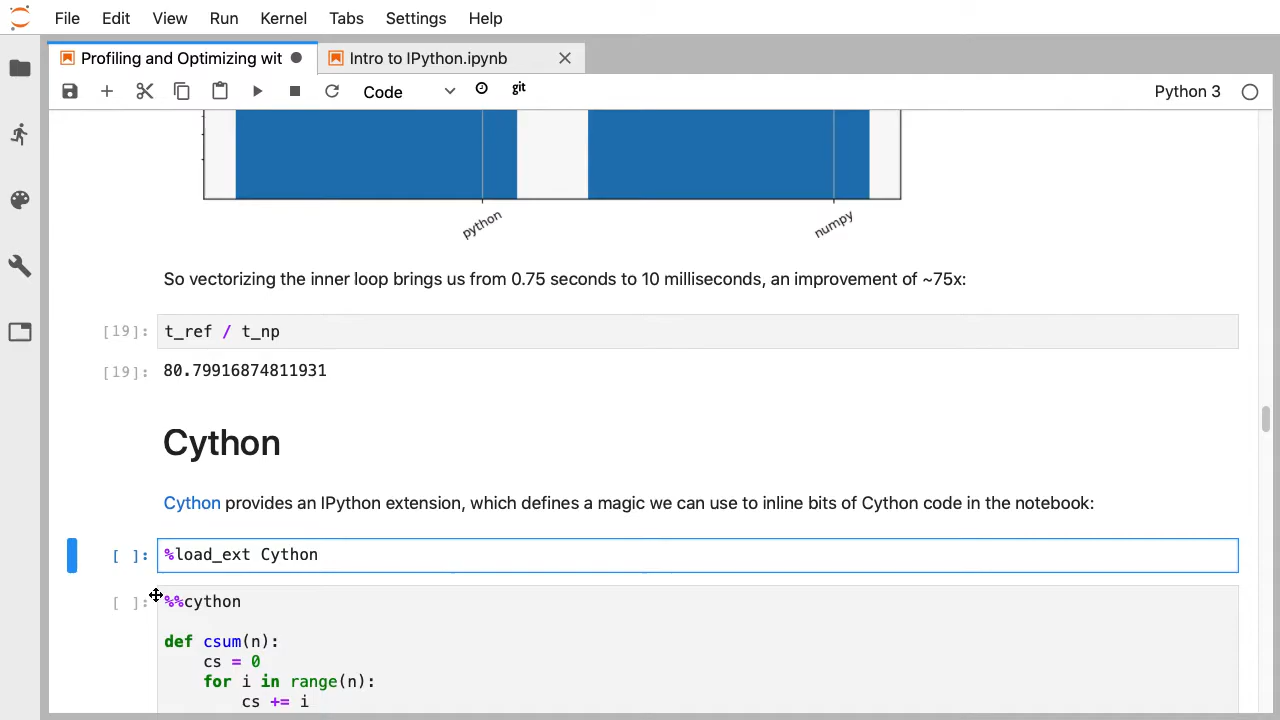 File Edit View Run Kernel Tabs Settings Help
Profiling and Optimizing wit
Intro to IPython.ipynb
Code
git
Python 3
python
numpy
So vectorizing the inner loop brings us from 0.75 seconds to 10 milliseconds, an improvement of ~75x:
[19]: t_ref / t_np
[19]: 80.79916874811931
Cython
Cython provides an IPython extension, which defines a magic we can use to inline bits of Cython code in the notebook:
[ ]: %load_ext Cython
[ ]: %%cython
def csum(n):
    cs = 0
    for i in range(n):
        cs += i